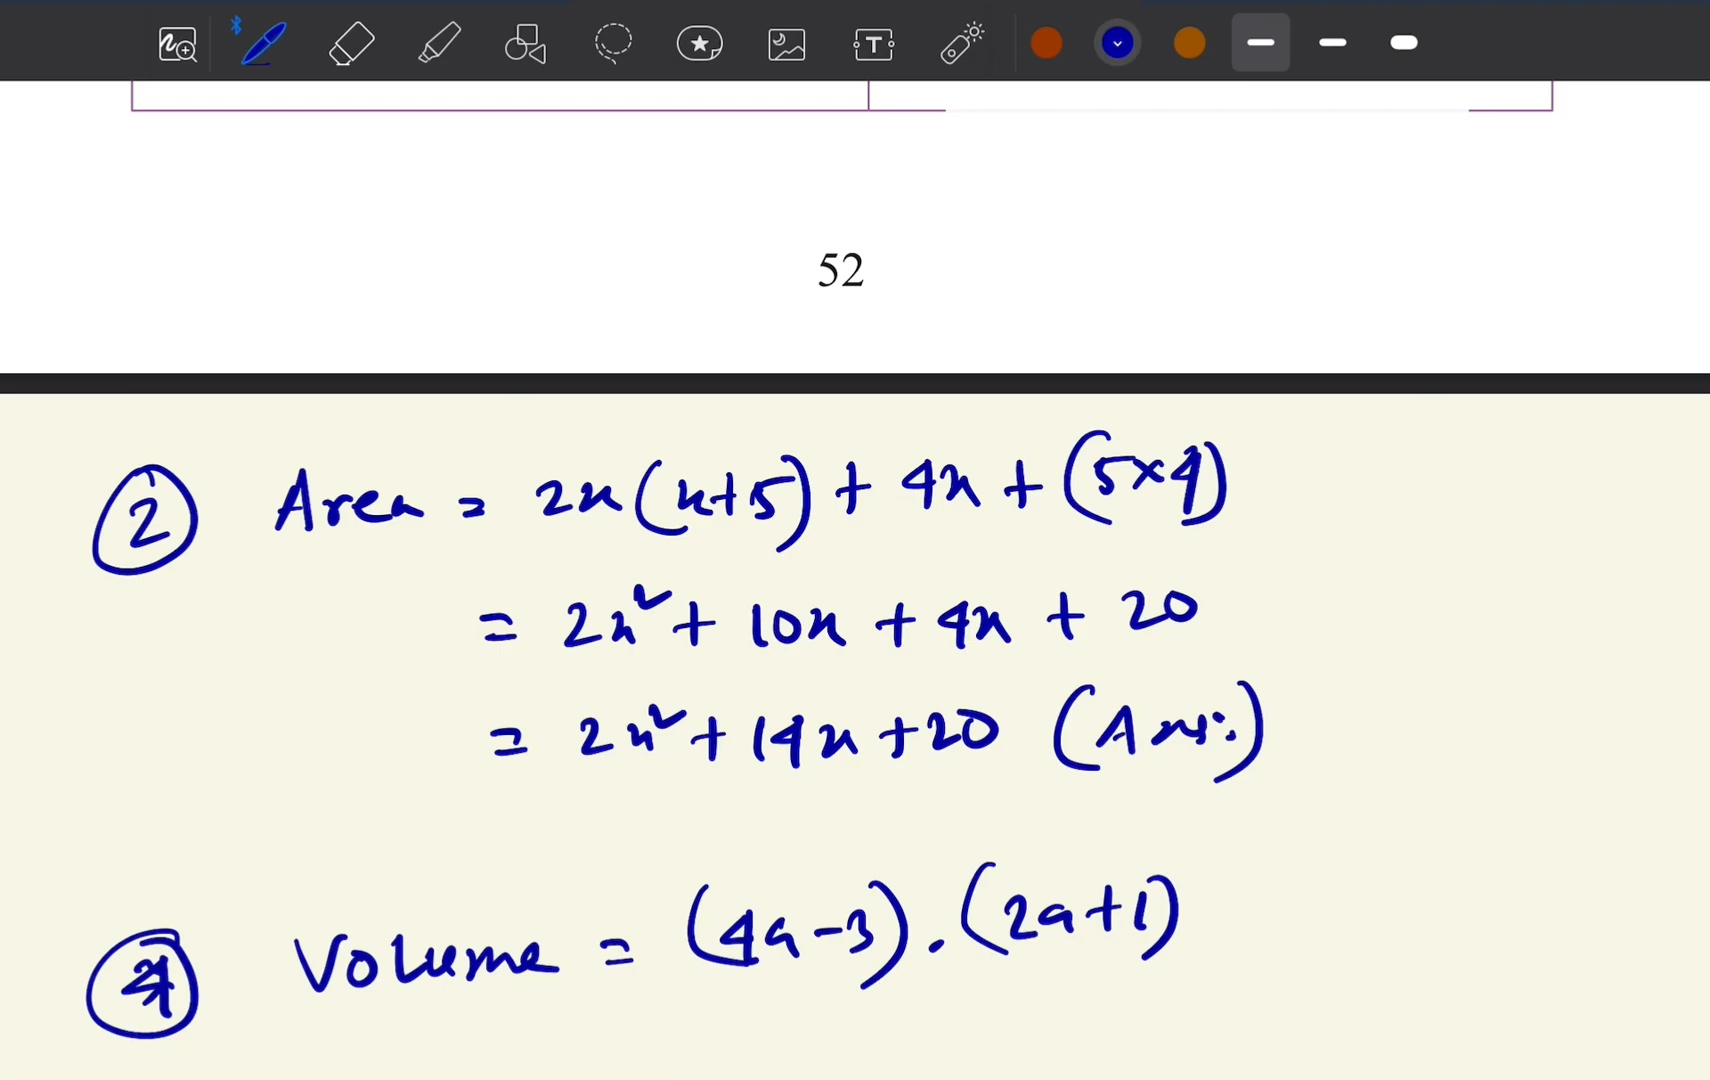 52
② Area = 2x(x+5) + 4x + (5×4)
= 2x² + 10x + 4x + 20
= 2x² + 14x + 20 (Ans:)
④ Volume = (4a-3).(2a+1)